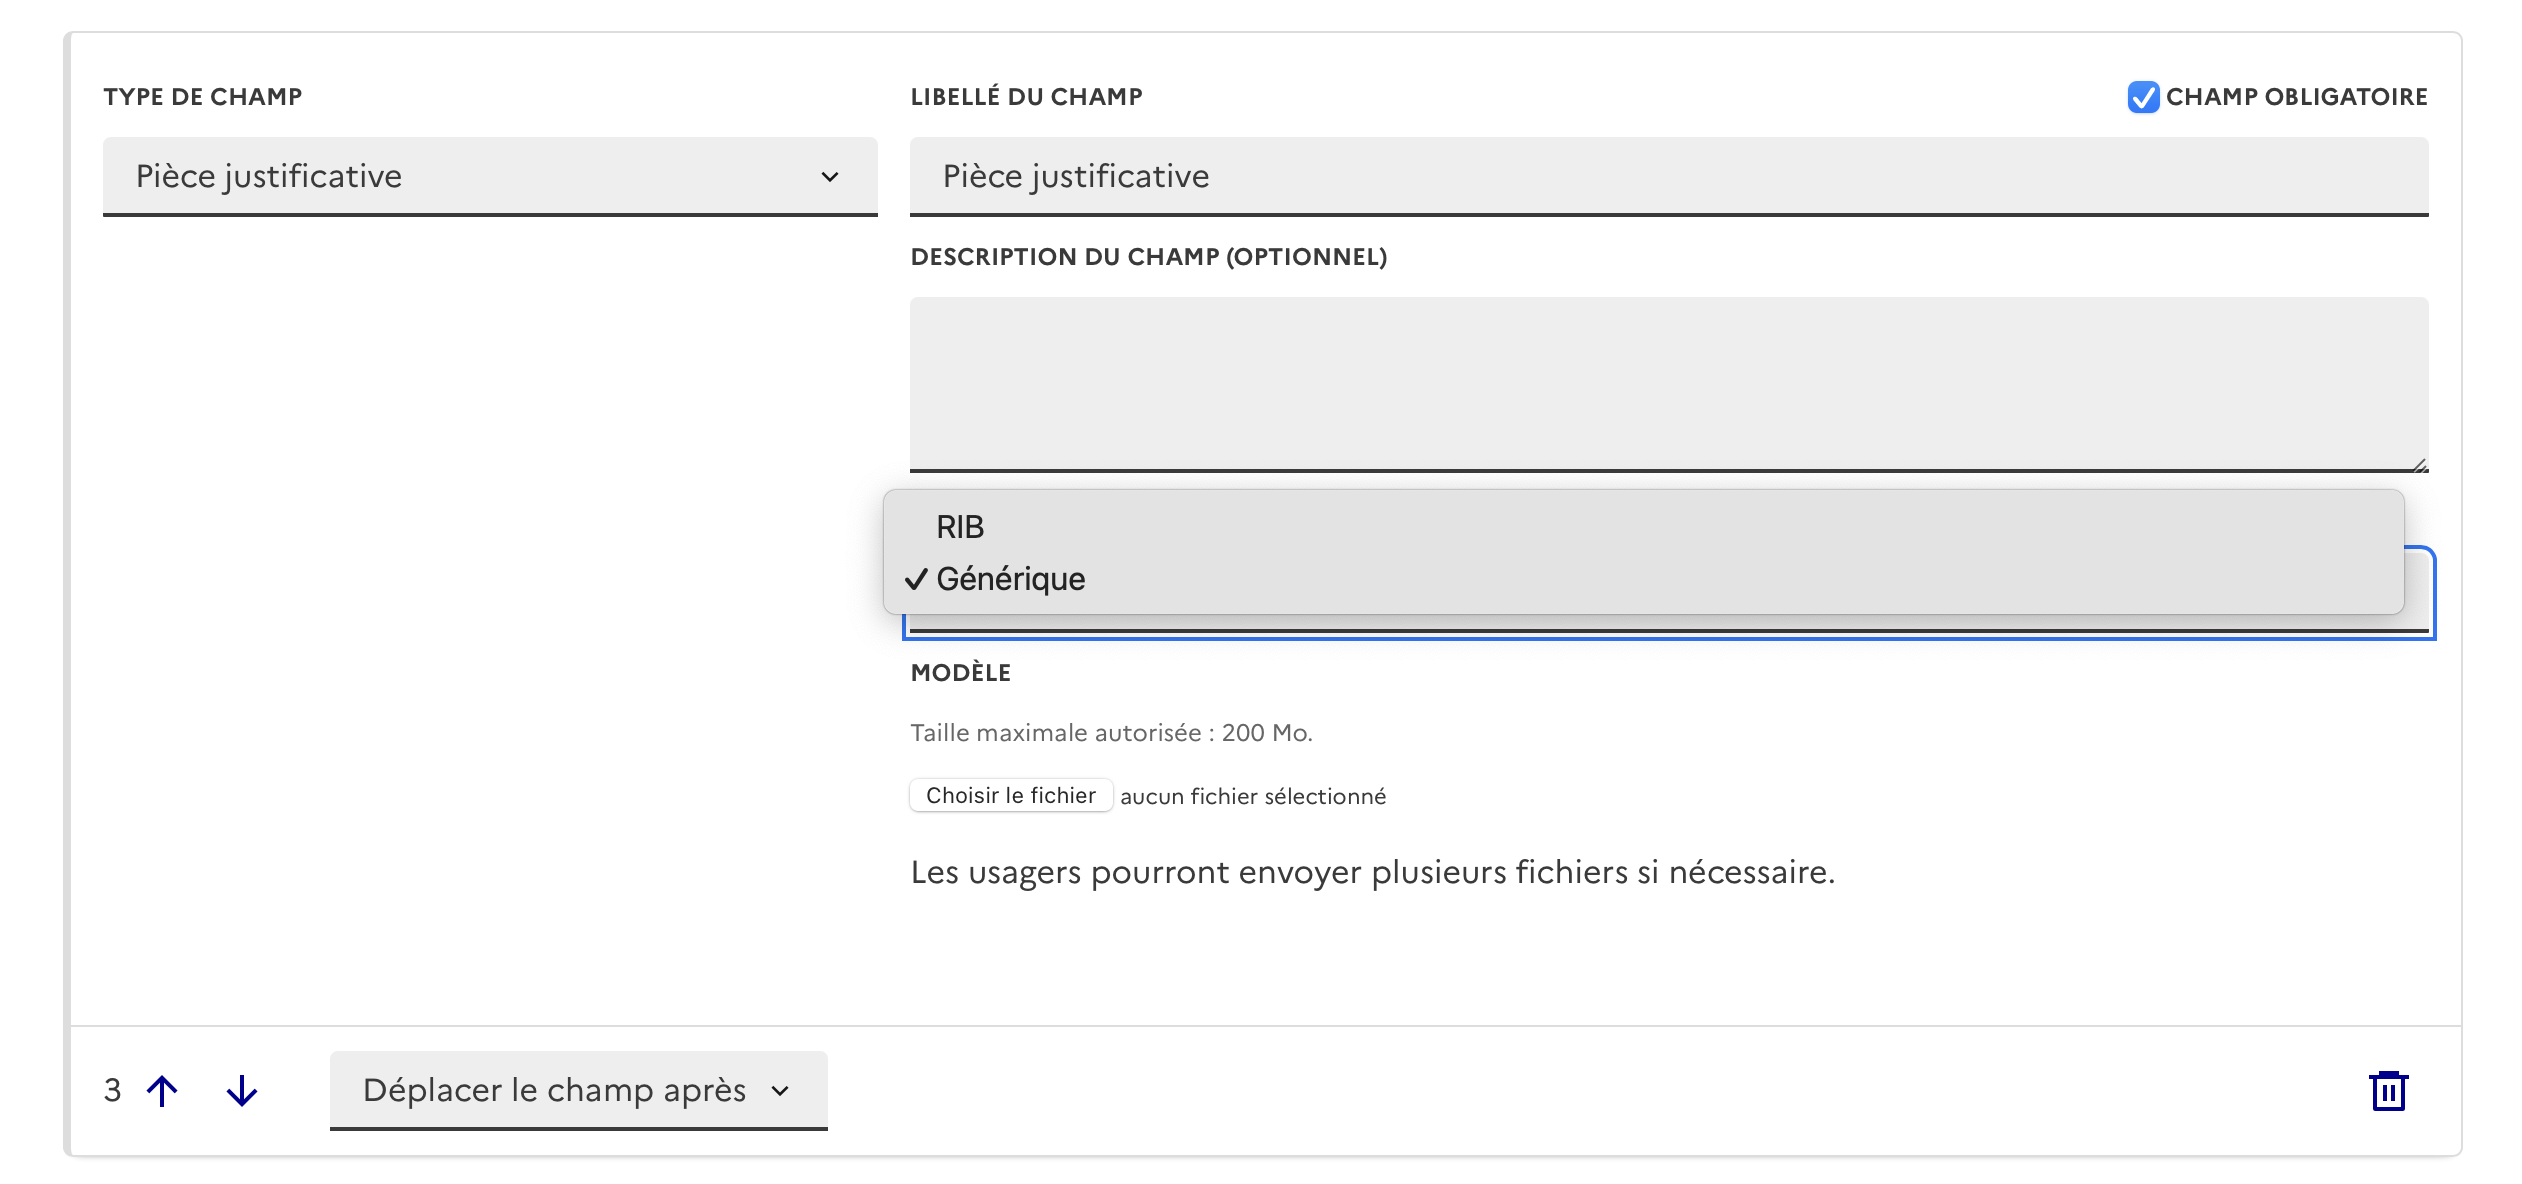 TYPE DE CHAMP
Pièce justificative
LIBELLÉ DU CHAMP
CHAMP OBLIGATOIRE
Pièce justificative
DESCRIPTION DU CHAMP (OPTIONNEL)
RIB
Générique
MODÈLE
Taille maximale autorisée : 200 Mo.
Choisir le fichier aucun fichier sélectionné
Les usagers pourront envoyer plusieurs fichiers si nécessaire.
3
Déplacer le champ après